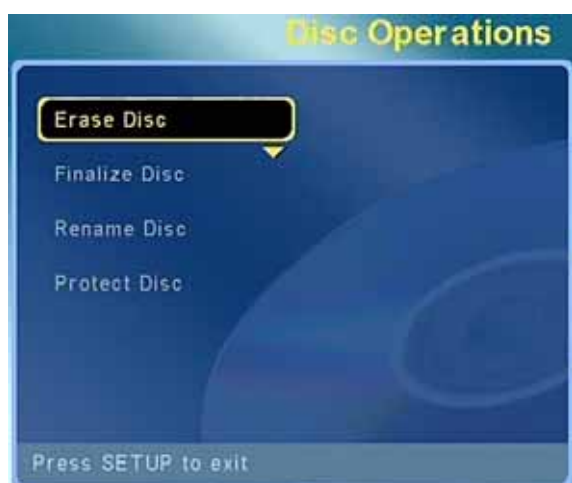 Disc Operations
Erase Disc
Finalize Disc
Rename Disc
Protect Disc
Press SETUP to exit